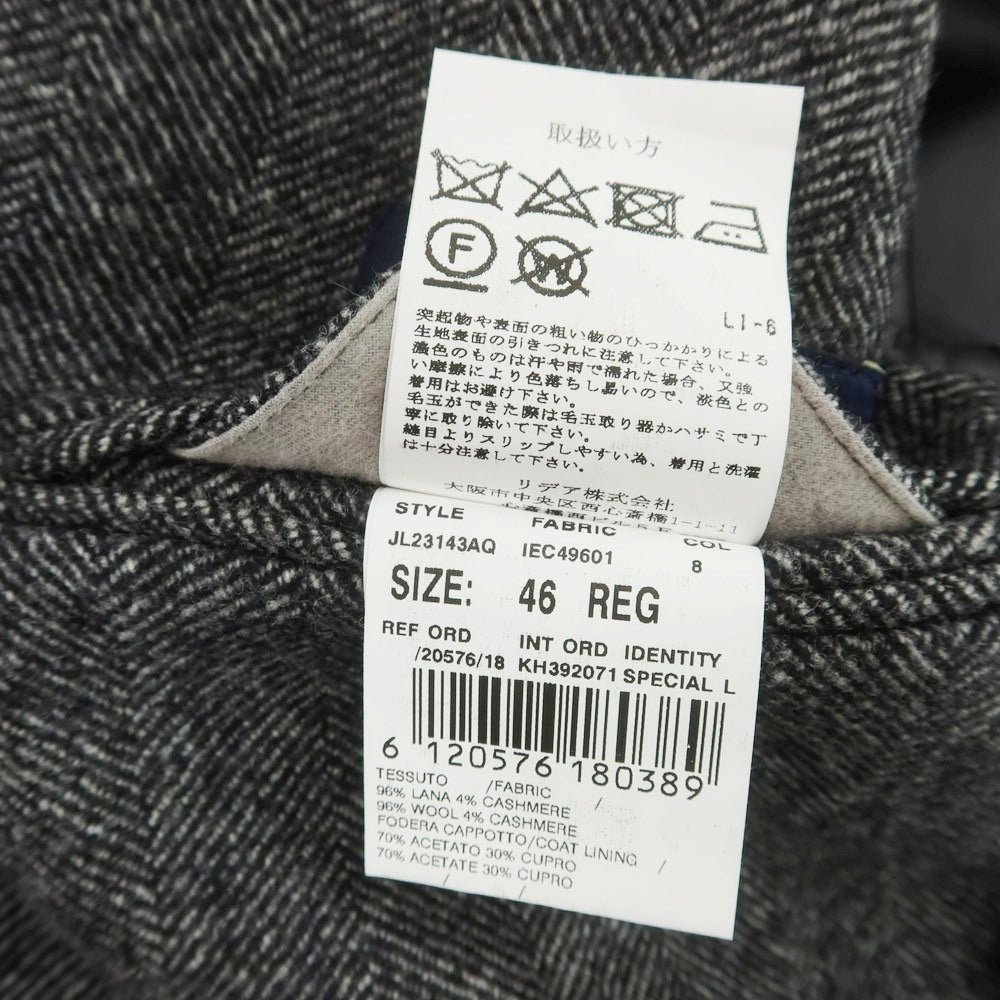 取扱い方
F
W
LI-6
突起物や表面の粗い物のひっかかりによる
生地表面の引きつれに注意して下さい。
濃色のものは汗や雨で濡れた場合、又強
い摩擦により色落ちし易いので、淡色との
着用はお避け下さい。
毛玉ができた際は毛玉取り器かハサミで丁
寧に取り除いて下さい。
縫目よりスリップしやすい為、着用と洗濯
は十分注意して下さい。
リデア株式会社
大阪市中央区西心斎橋1-1-11
心斎橋西ビル
STYLE FABRIC COL
JL23143AQ IEC49601 8
SIZE: 46 REG
REF ORD INT ORD IDENTITY
/20576/18 KH392071 SPECIAL L
6 120576 180389
TESSUTO /FABRIC /
96% LANA 4% CASHMERE
96% WOOL 4% CASHMERE
FODERA CAPPOTTO/COAT LINING /
70% ACETATO 30% CUPRO
70% ACETATE 30% CUPRO
/ /